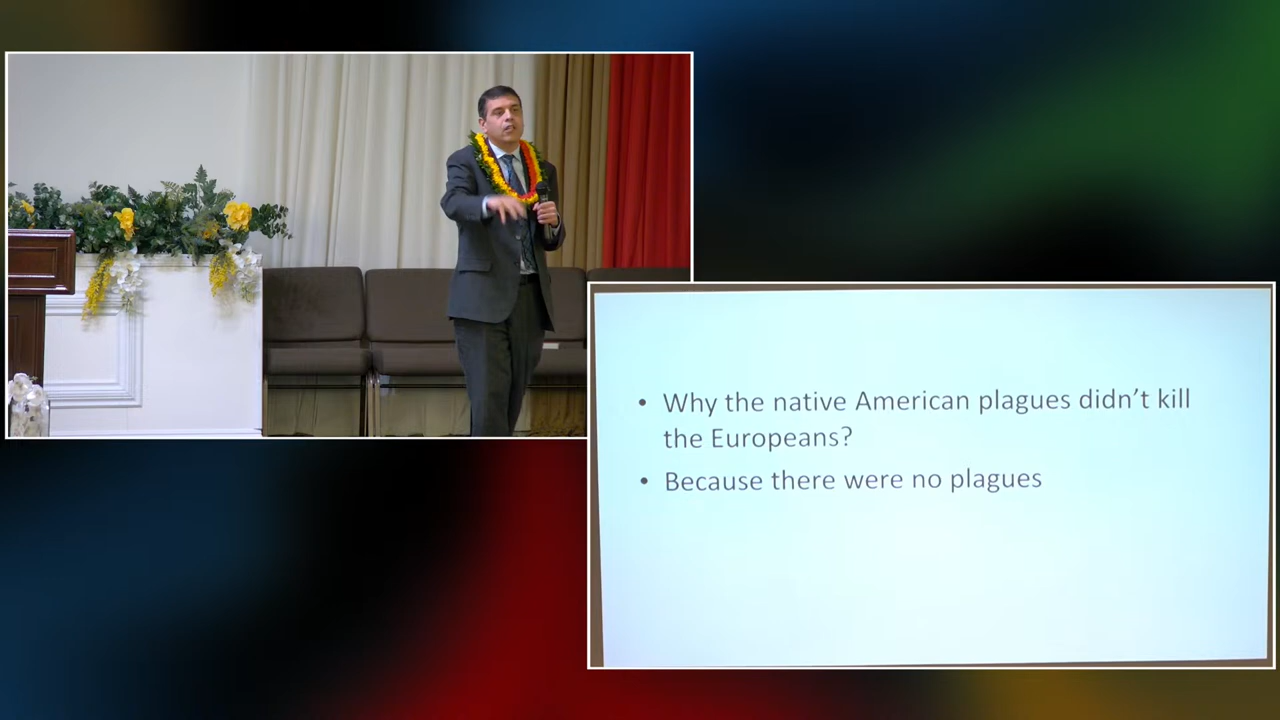 • Why the native American plagues didn't kill
the Europeans?
• Because there were no plagues